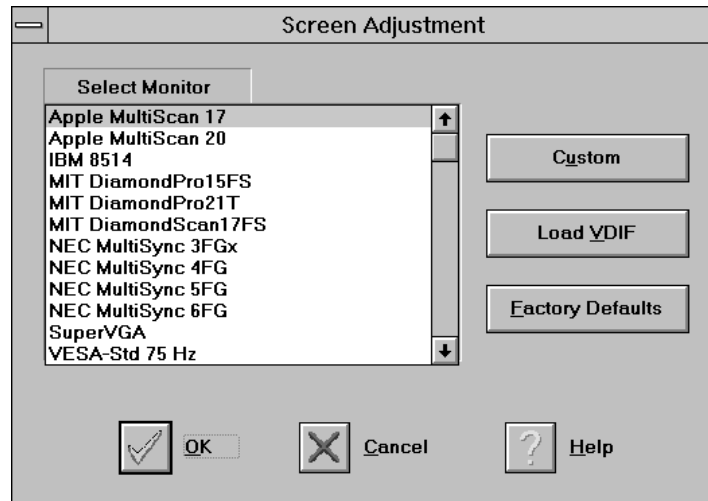 Screen Adjustment
Select Monitor
Apple MultiScan 17
Apple MultiScan 20
IBM 8514
MIT DiamondPro15FS
MIT DiamondPro21T
MIT DiamondScan17FS
NEC MultiSync 3FGx
NEC MultiSync 4FG
NEC MultiSync 5FG
NEC MultiSync 6FG
SuperVGA
VESA-Std 75 Hz
Custom
Load VDIF
Factory Defaults
OK
Cancel
? Help